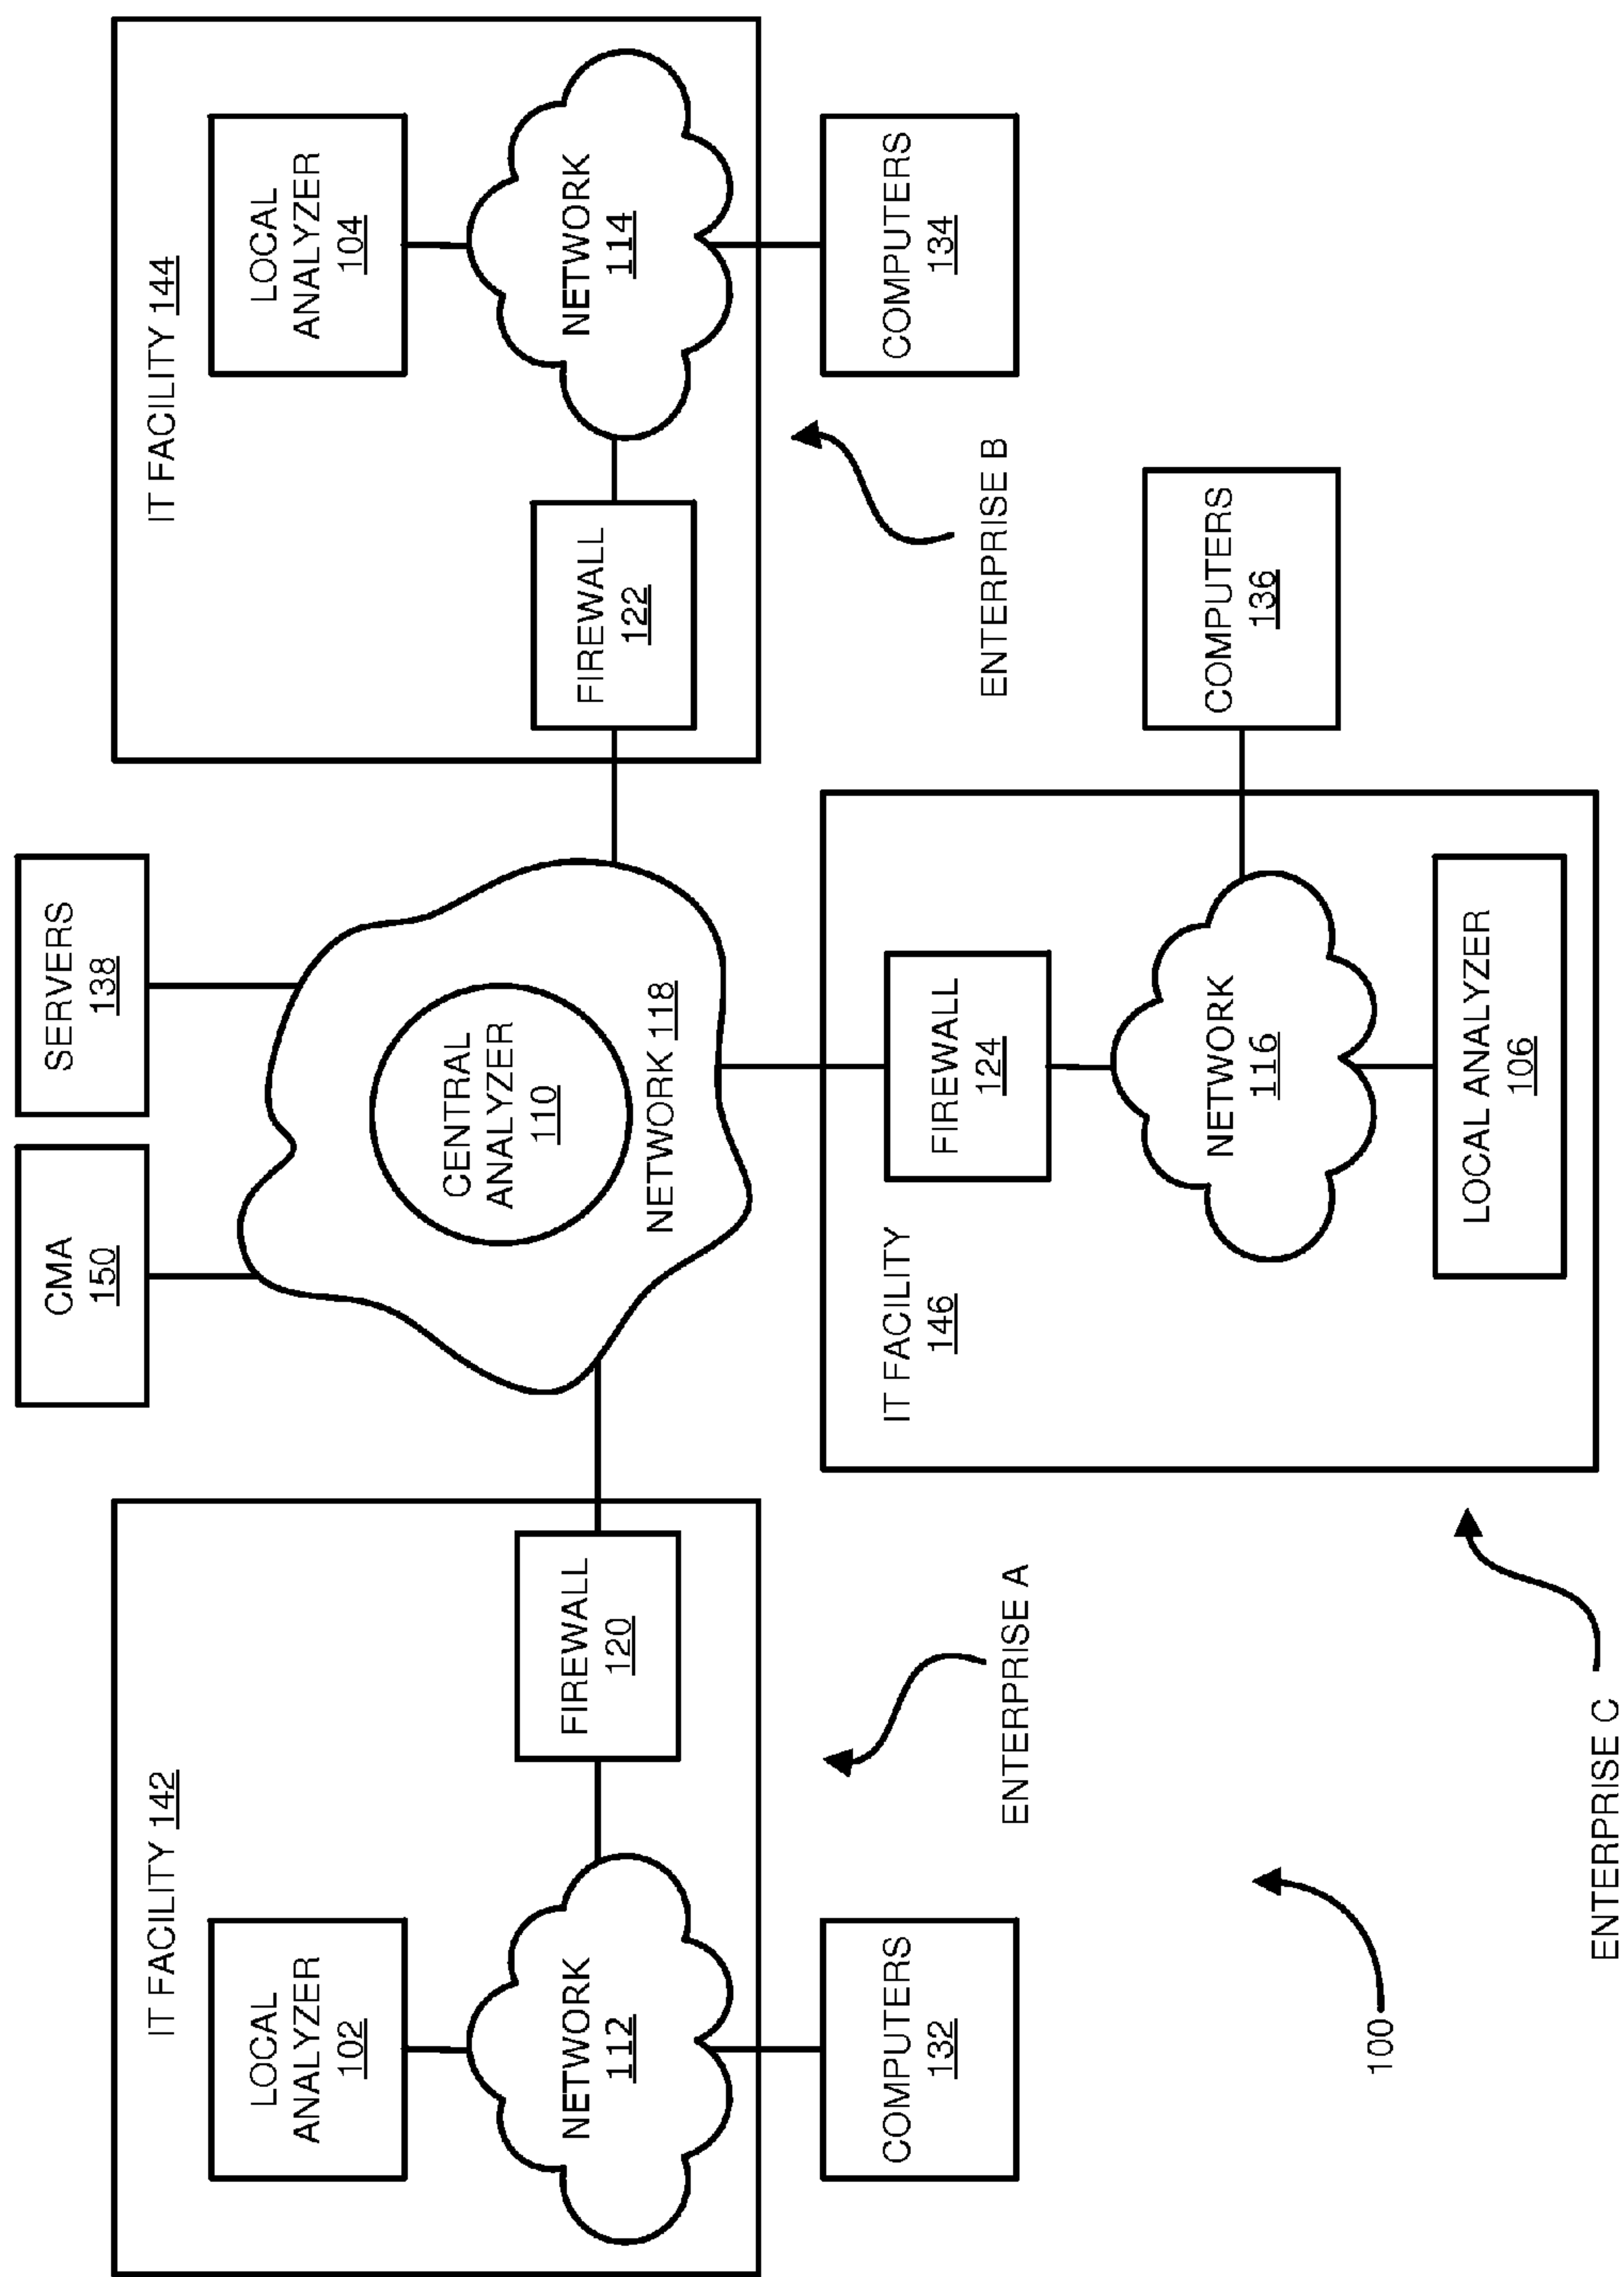 CMA
150
SERVERS
138
IT FACILITY 142
LOCAL
ANALYZER
102
NETWORK
112
FIREWALL
120
COMPUTERS
132
ENTERPRISE A
CENTRAL
ANALYZER
110
NETWORK 118
IT FACILITY 144
LOCAL
ANALYZER
104
NETWORK
114
FIREWALL
122
COMPUTERS
134
ENTERPRISE B
IT FACILITY
146
FIREWALL
124
NETWORK
116
LOCAL ANALYZER
106
COMPUTERS
136
100
ENTERPRISE C